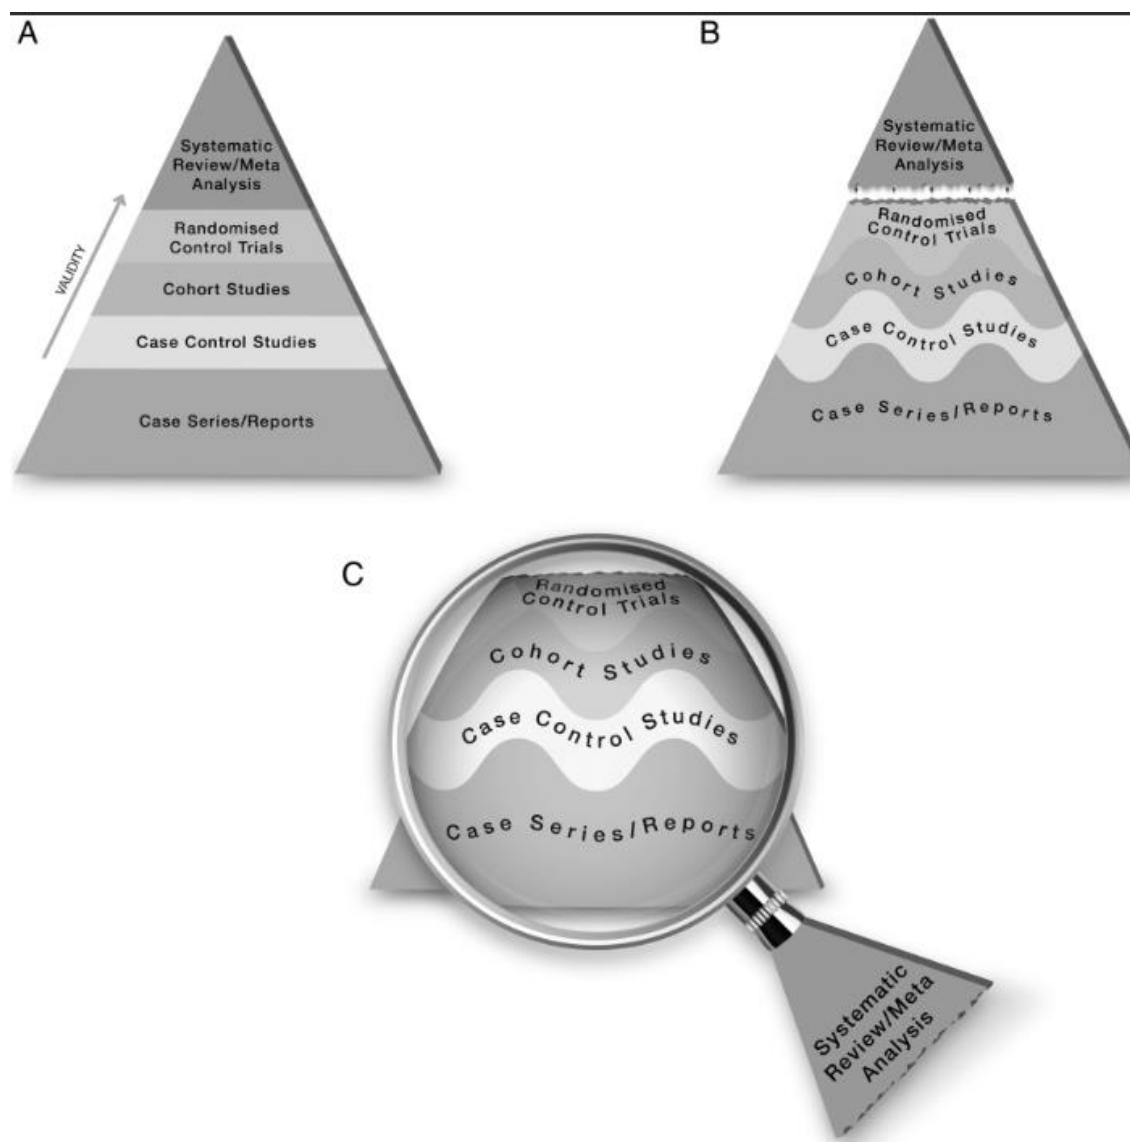 A
Systematic
Review/Meta
Analysis
Randomised
Control Trials
Cohort Studies
Case Control Studies
Case Series/Reports
VALIDITY
B
Systematic
Review/Meta
Analysis
Randomised
Control Trials
Cohort Studies
Case Control Studies
Case Series/Reports
C
Randomised
Control Trials
Cohort Studies
Case Control Studies
Case Series/Reports
Systematic
Review/Meta
Analysis